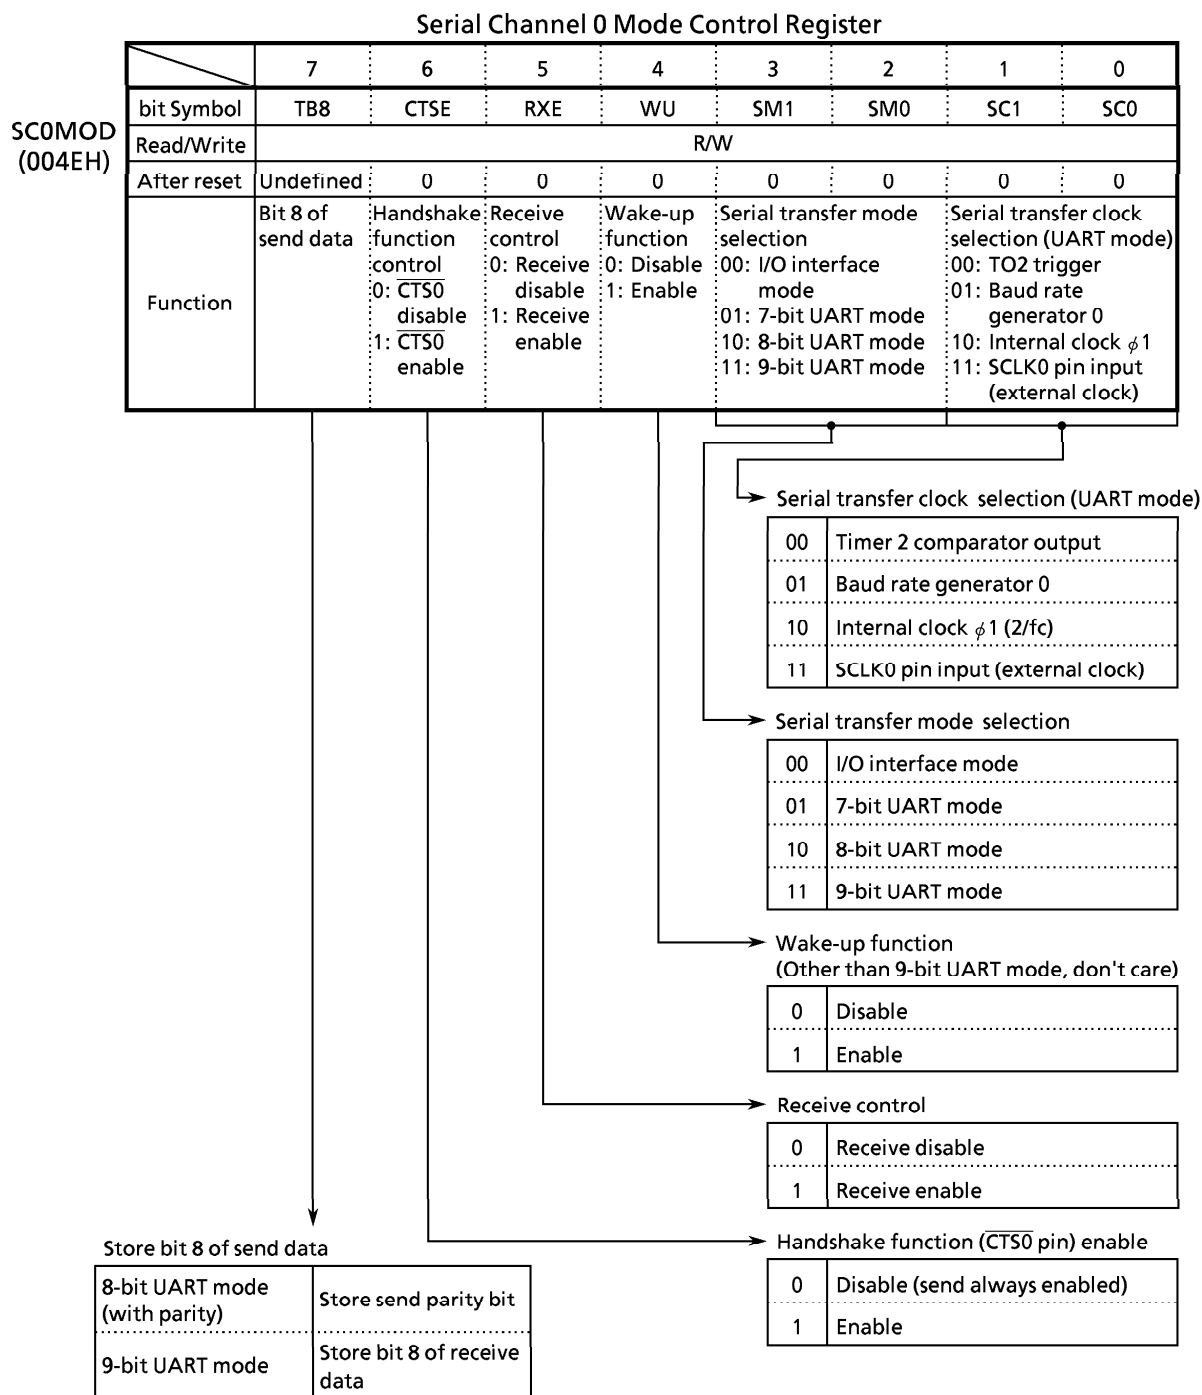 Serial Channel 0 Mode Control Register
SC0MOD
(004EH)
7 6 5 4 3 2 1 0
bit Symbol TB8 CTSE RXE WU SM1 SM0 SC1 SC0
Read/Write R/W
After reset Undefined 0 0 0 0 0 0 0
Function
Bit 8 of
send data
Handshake
function
control
0: C̅T̅S̅0̅
disable
1: C̅T̅S̅0̅
enable
Receive
control
0: Receive
disable
1: Receive
enable
Wake-up
function
0: Disable
1: Enable
Serial transfer mode
selection
00: I/O interface
mode
01: 7-bit UART mode
10: 8-bit UART mode
11: 9-bit UART mode
Serial transfer clock
selection (UART mode)
00: TO2 trigger
01: Baud rate
generator 0
10: Internal clock ϕ1
11: SCLK0 pin input
(external clock)
Serial transfer clock selection (UART mode)
00 Timer 2 comparator output
01 Baud rate generator 0
10 Internal clock ϕ1 (2/fc)
11 SCLK0 pin input (external clock)
Serial transfer mode selection
00 I/O interface mode
01 7-bit UART mode
10 8-bit UART mode
11 9-bit UART mode
Wake-up function
(Other than 9-bit UART mode, don't care)
0 Disable
1 Enable
Receive control
0 Receive disable
1 Receive enable
Handshake function (C̅T̅S̅0̅ pin) enable
0 Disable (send always enabled)
1 Enable
Store bit 8 of send data
8-bit UART mode
(with parity)
Store send parity bit
9-bit UART mode
Store bit 8 of receive
data